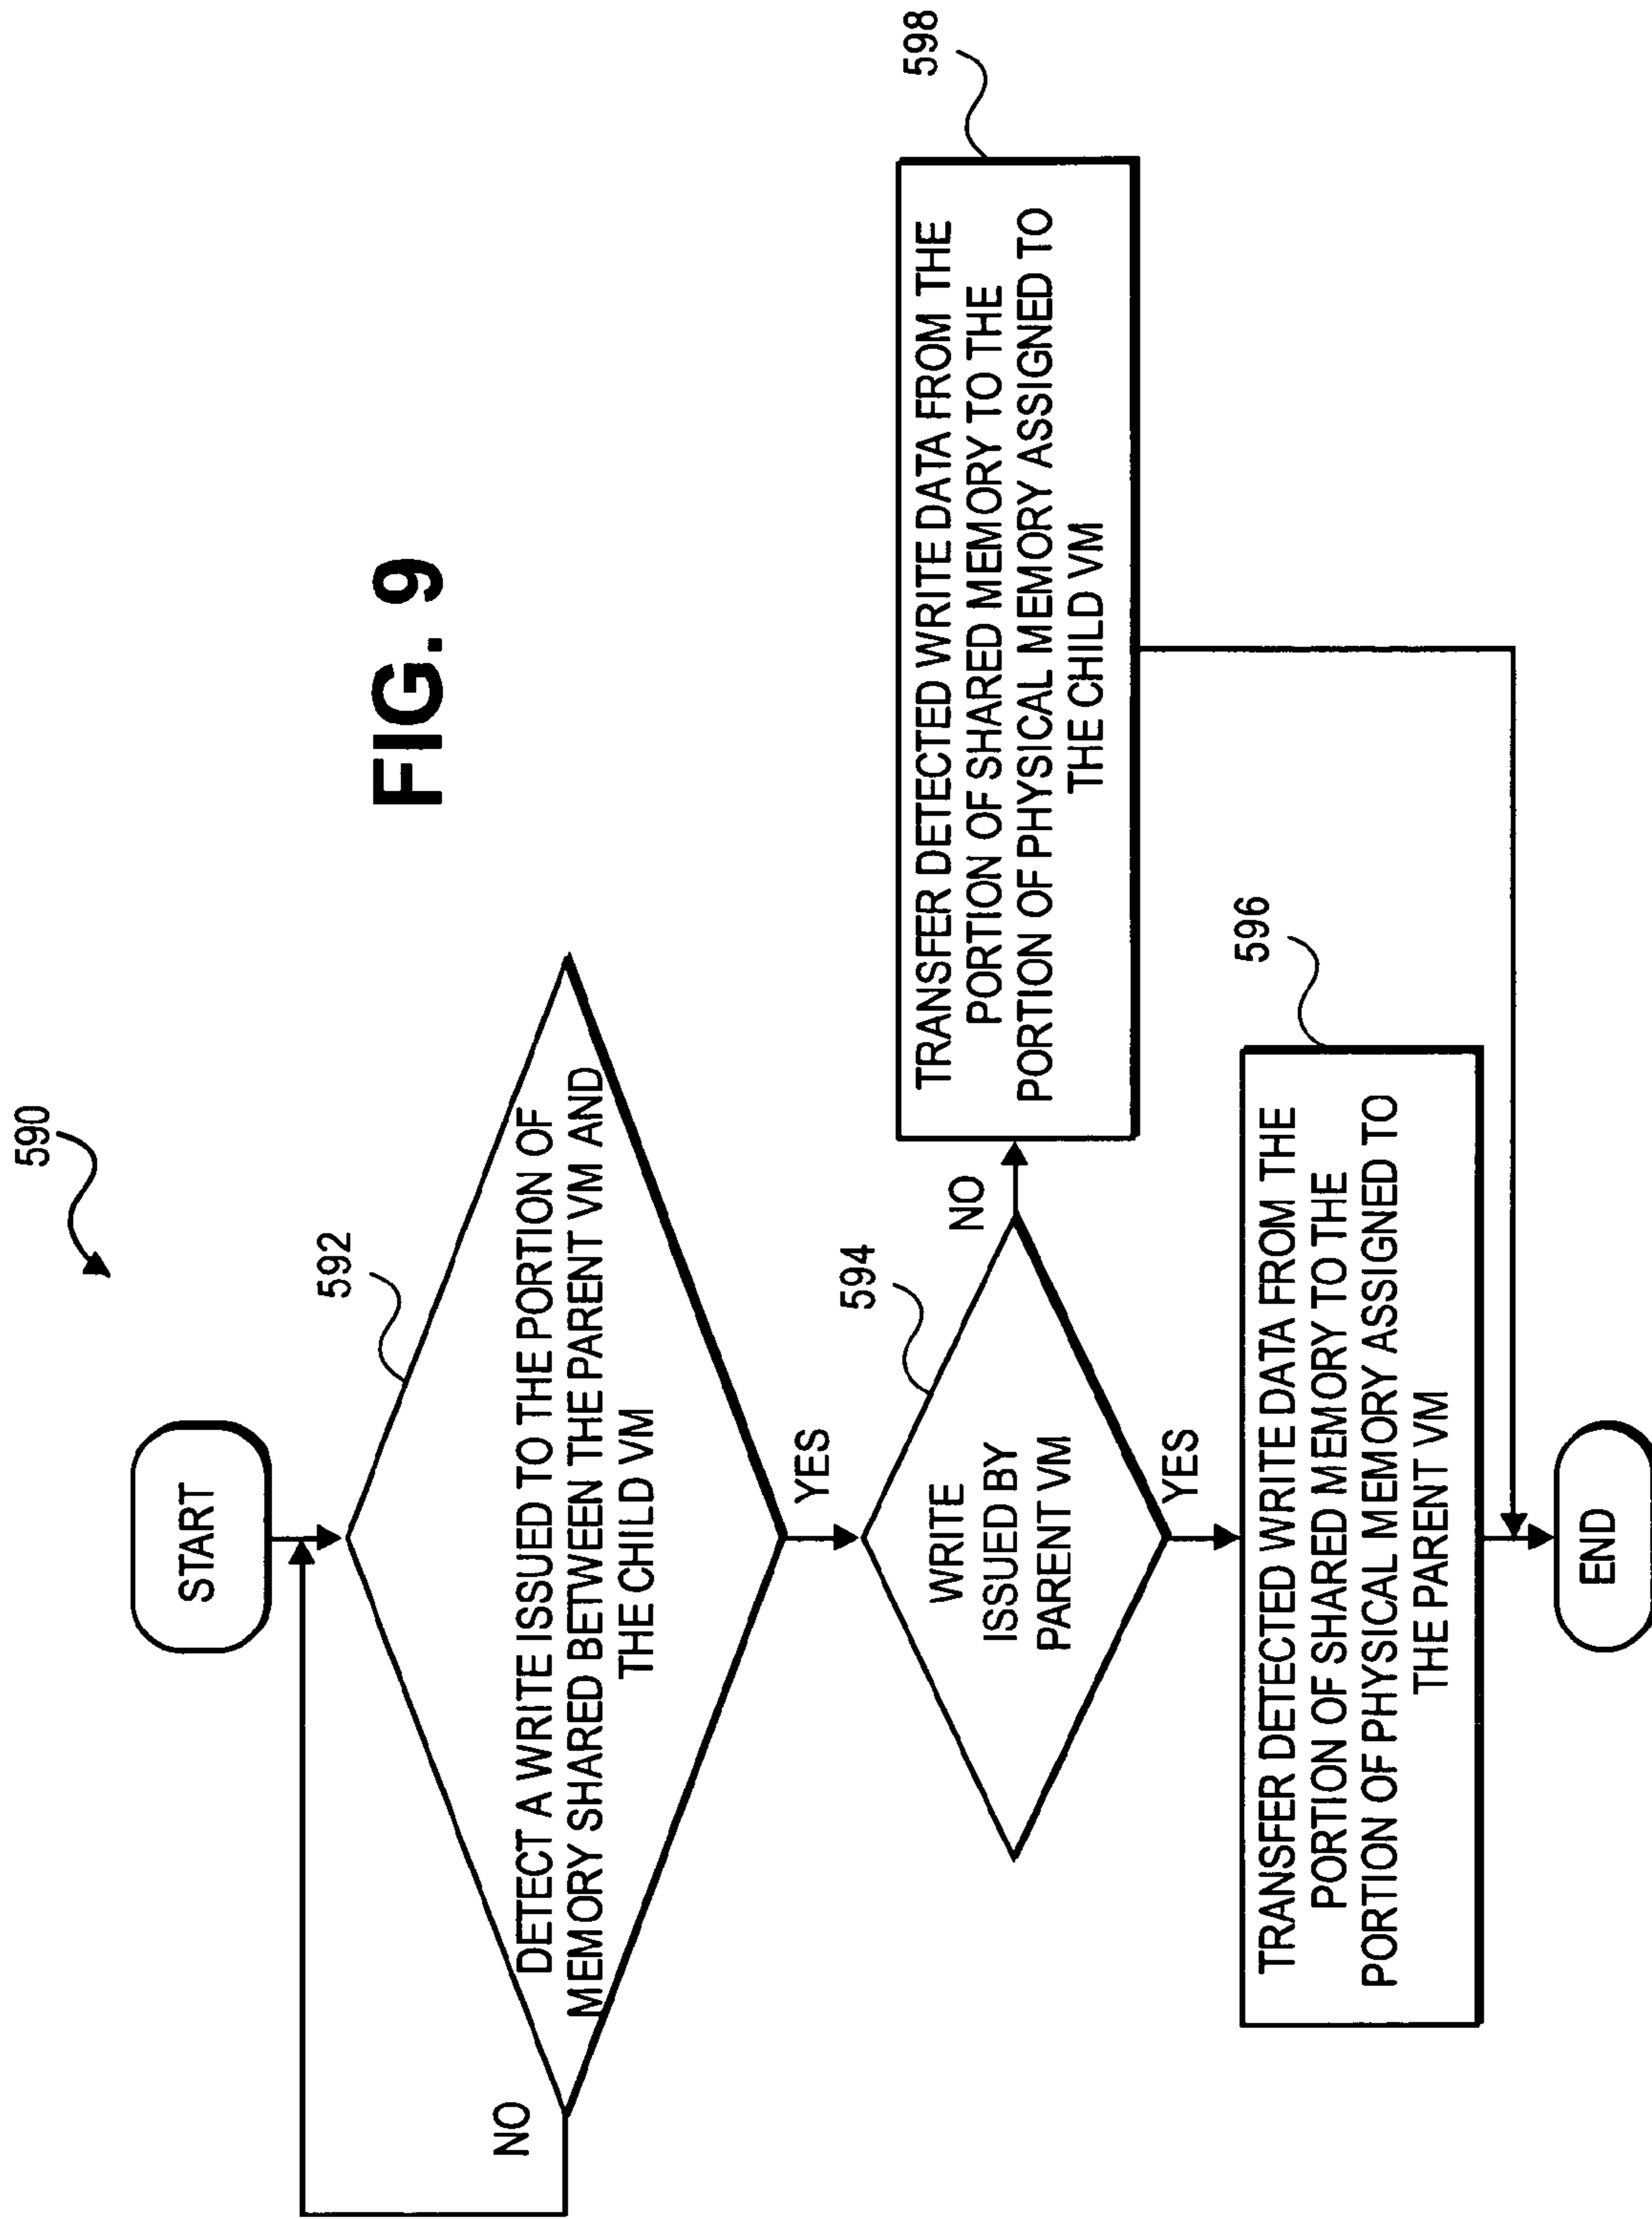 590
START
592
DETECT A WRITE ISSUED TO THE PORTION OF
MEMORY SHARED BETWEEN THE PARENT VM AND
THE CHILD VM
NO
YES
594
WRITE
ISSUED BY
PARENT VM
NO
YES
598
TRANSFER DETECTED WRITE DATA FROM THE
PORTION OF SHARED MEMORY TO THE
PORTION OF PHYSICAL MEMORY ASSIGNED TO
THE CHILD VM
596
TRANSFER DETECTED WRITE DATA FROM THE
PORTION OF SHARED MEMORY TO THE
PORTION OF PHYSICAL MEMORY ASSIGNED TO
THE PARENT VM
END
FIG. 9